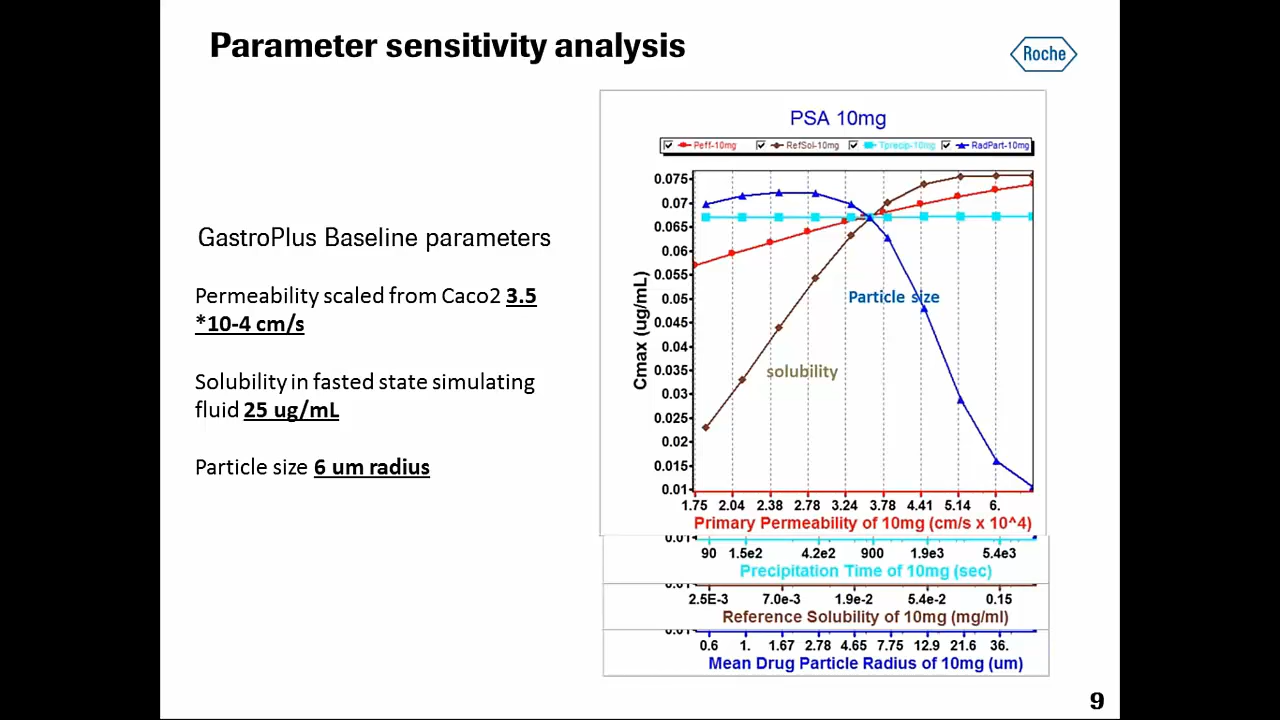 Parameter sensitivity analysis
Roche
PSA 10mg
Peff-10mg RefSol-10mg Tprecip-10mg RadPart-10mg
GastroPlus Baseline parameters
Permeability scaled from Caco2 3.5
*10-4 cm/s
Solubility in fasted state simulating
fluid 25 ug/mL
Particle size 6 um radius
Cmax (ug/mL)
0.075
0.07
0.065
0.06
0.055
0.05
0.045
0.04
0.035
0.03
0.025
0.02
0.015
0.01
Particle size
solubility
1.75 2.04 2.38 2.78 3.24 3.78 4.41 5.14 6.
Primary Permeability of 10mg (cm/s x 10^4)
0.01
90 1.5e2 4.2e2 900 1.9e3 5.4e3
Precipitation Time of 10mg (sec)
0.01
2.5E-3 7.0e-3 1.9e-2 5.4e-2 0.15
Reference Solubility of 10mg (mg/ml)
0.01
0.6 1. 1.67 2.78 4.65 7.75 12.9 21.6 36.
Mean Drug Particle Radius of 10mg (um)
9